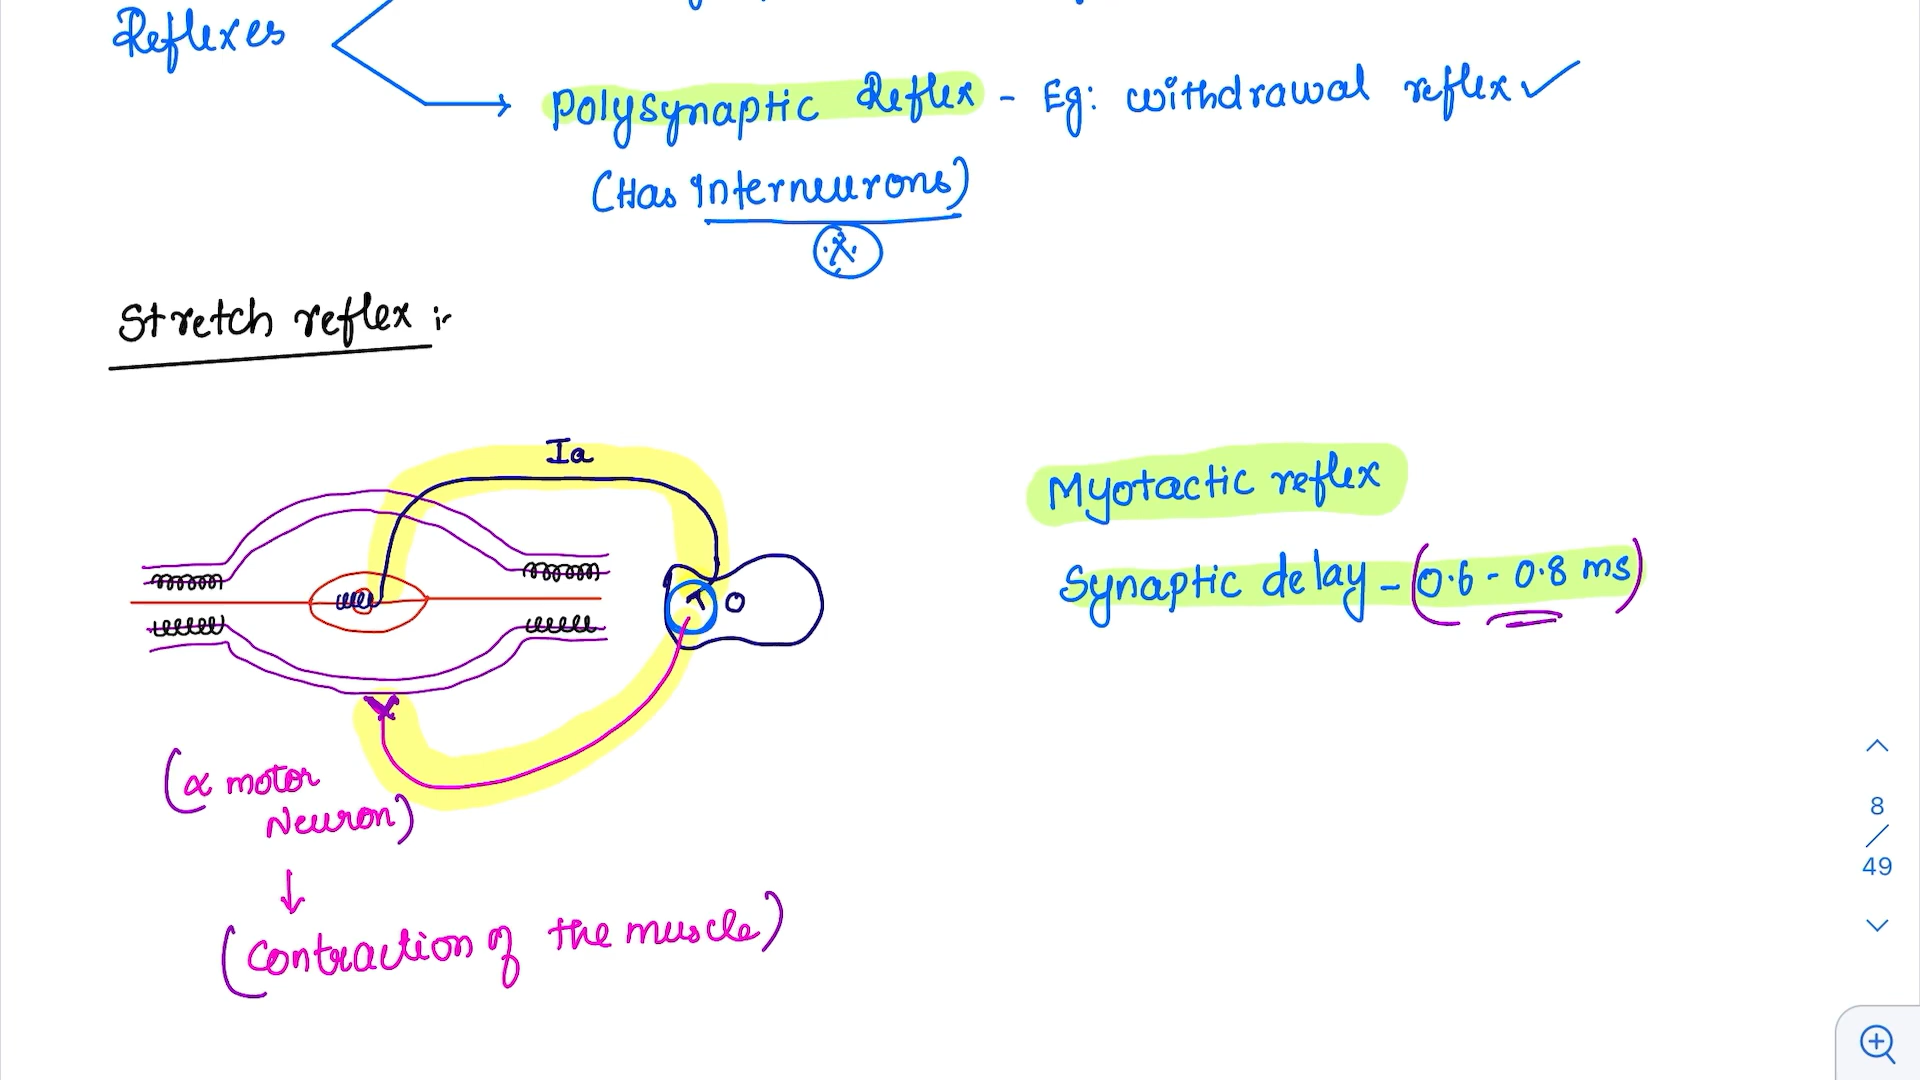 Reflexes
Polysynaptic Reflex - Eg: withdrawal reflex ✓
(Has Interneurons)
Stretch reflex :-
Ia
Myotactic reflex
Synaptic delay - (0.6 - 0.8 ms)
(α motor
Neuron)
↓
(Contraction of the muscle)
8
/
49